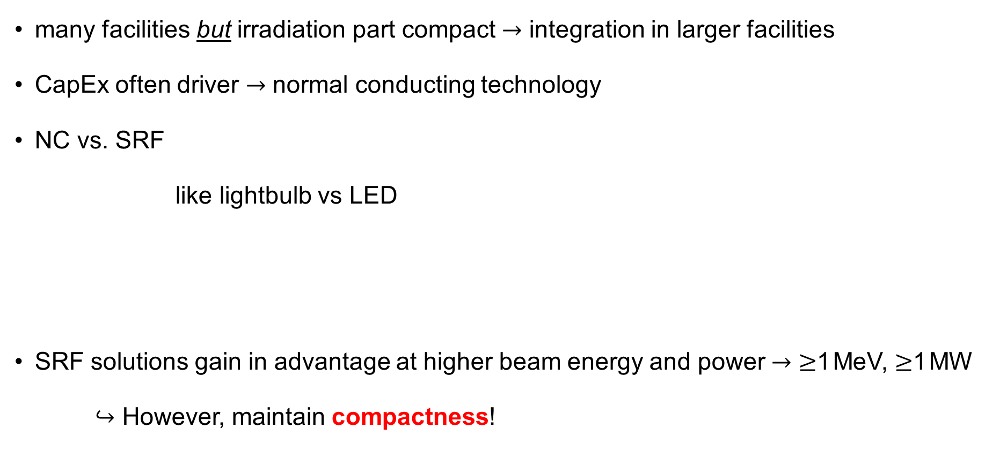 • many facilities but irradiation part compact → integration in larger facilities
• CapEx often driver → normal conducting technology
• NC vs. SRF
like lightbulb vs LED
• SRF solutions gain in advantage at higher beam energy and power → ≥1 MeV, ≥1 MW
↪ However, maintain compactness!